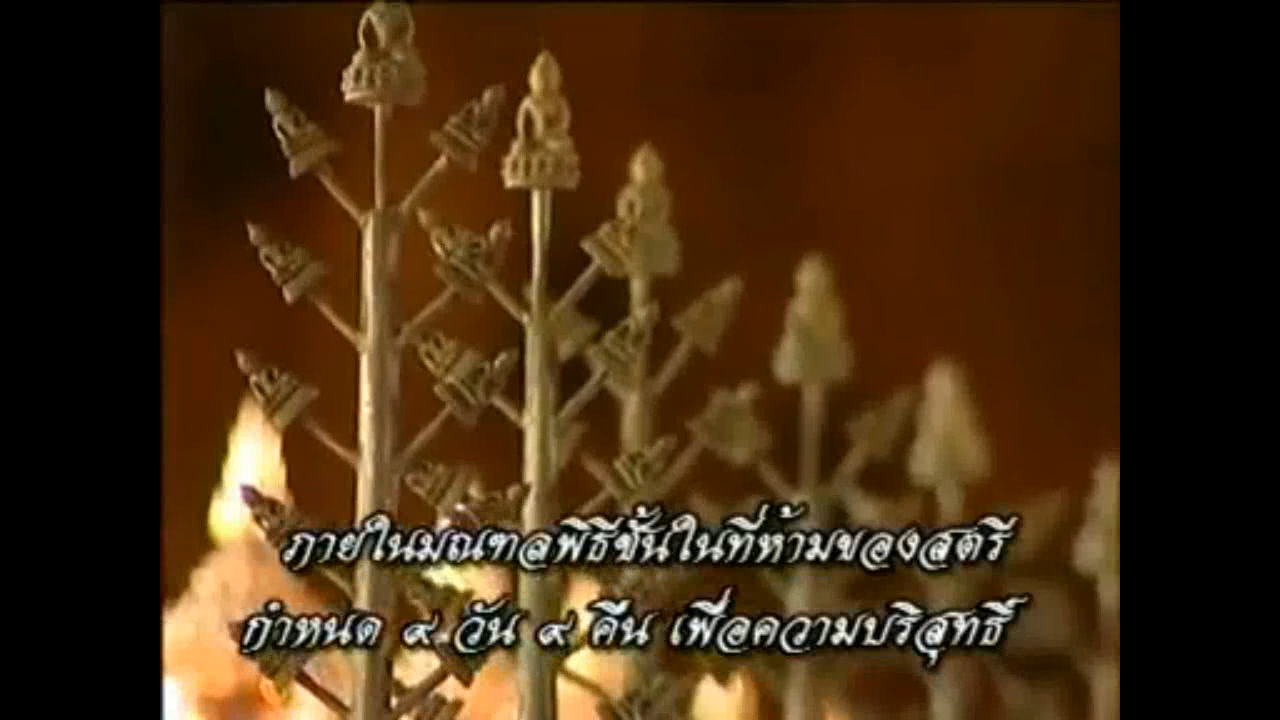 ภายในมณฑลพิธีชั้นในที่ห้ามของสตรี
กำหนด ๙ วัน ๙ คืน เพื่อความบริสุทธิ์